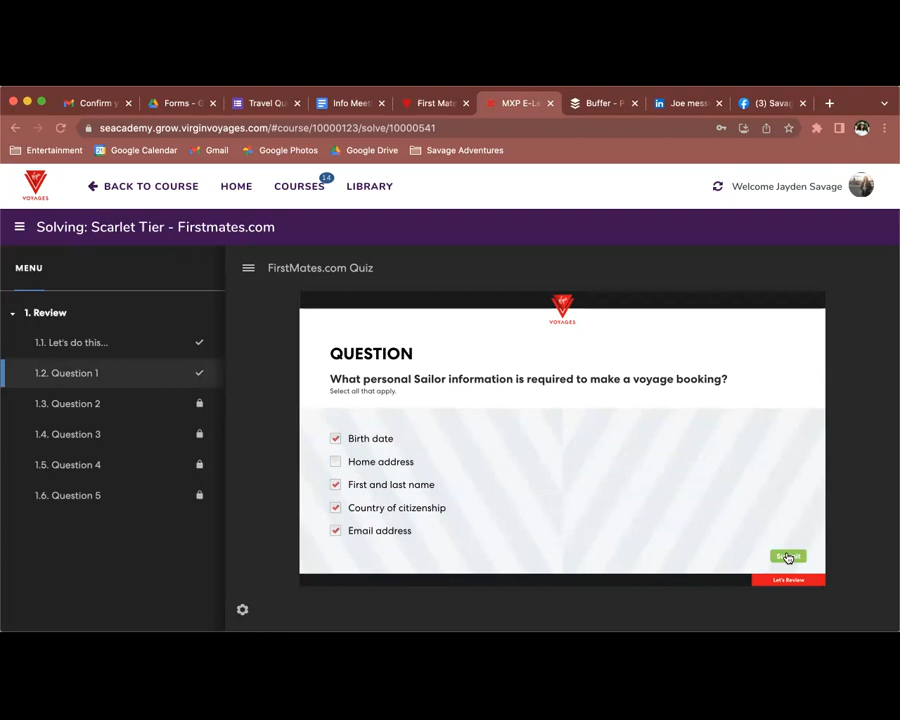 Confirm y
Forms - G
Travel Qu
Info Meet
First Mate
MXP E-Le
Buffer - P
Joe mess
(3) Savag
seacademy.grow.virginvoyages.com/#course/10000123/solve/10000541
Entertainment
Google Calendar
Gmail
Google Photos
Google Drive
Savage Adventures
VOYAGES
BACK TO COURSE
HOME
COURSES
14
LIBRARY
Welcome Jayden Savage
Solving: Scarlet Tier - Firstmates.com
MENU
FirstMates.com Quiz
1. Review
1.1. Let's do this...
1.2. Question 1
1.3. Question 2
1.4. Question 3
1.5. Question 4
1.6. Question 5
VOYAGES
QUESTION
What personal Sailor information is required to make a voyage booking?
Select all that apply.
Birth date
Home address
First and last name
Country of citizenship
Email address
Let's Review